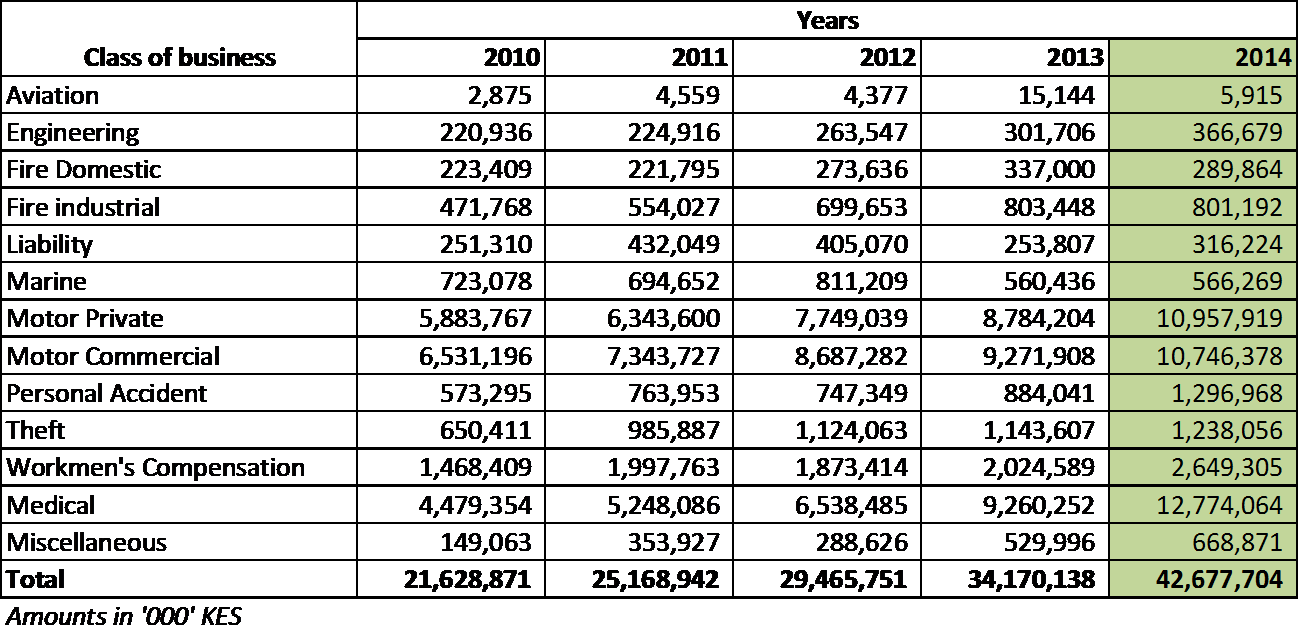 Years
Class of business 2010 2011 2012 2013 2014
Aviation 2,875 4,559 4,377 15,144 5,915
Engineering 220,936 224,916 263,547 301,706 366,679
Fire Domestic 223,409 221,795 273,636 337,000 289,864
Fire industrial 471,768 554,027 699,653 803,448 801,192
Liability 251,310 432,049 405,070 253,807 316,224
Marine 723,078 694,652 811,209 560,436 566,269
Motor Private 5,883,767 6,343,600 7,749,039 8,784,204 10,957,919
Motor Commercial 6,531,196 7,343,727 8,687,282 9,271,908 10,746,378
Personal Accident 573,295 763,953 747,349 884,041 1,296,968
Theft 650,411 985,887 1,124,063 1,143,607 1,238,056
Workmen's Compensation 1,468,409 1,997,763 1,873,414 2,024,589 2,649,305
Medical 4,479,354 5,248,086 6,538,485 9,260,252 12,774,064
Miscellaneous 149,063 353,927 288,626 529,996 668,871
Total 21,628,871 25,168,942 29,465,751 34,170,138 42,677,704
Amounts in '000' KES